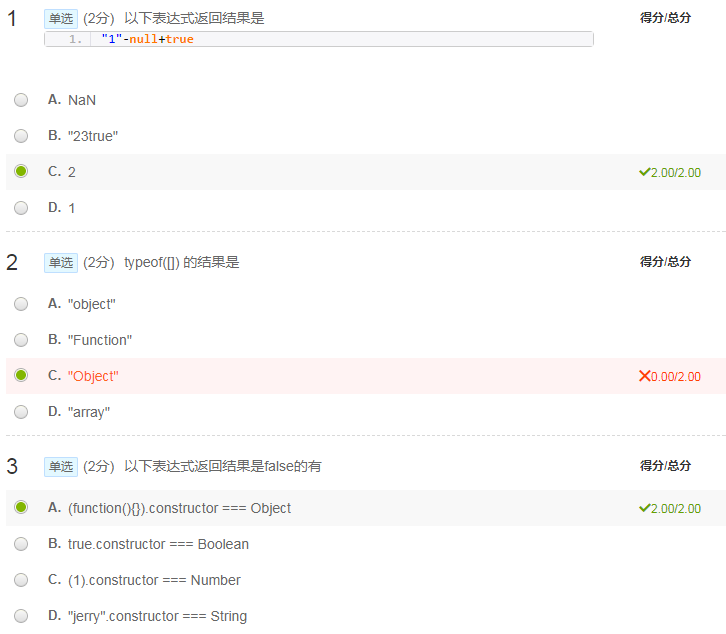 1 单选 (2分) 以下表达式返回结果是 得分/总分
1. "1"-null+true
A. NaN
B. "23true"
C. 2 2.00/2.00
D. 1
2 单选 (2分) typeof([]) 的结果是 得分/总分
A. "object"
B. "Function"
C. "Object" 0.00/2.00
D. "array"
3 单选 (2分) 以下表达式返回结果是false的有 得分/总分
A. (function(){}).constructor === Object 2.00/2.00
B. true.constructor === Boolean
C. (1).constructor === Number
D. "jerry".constructor === String